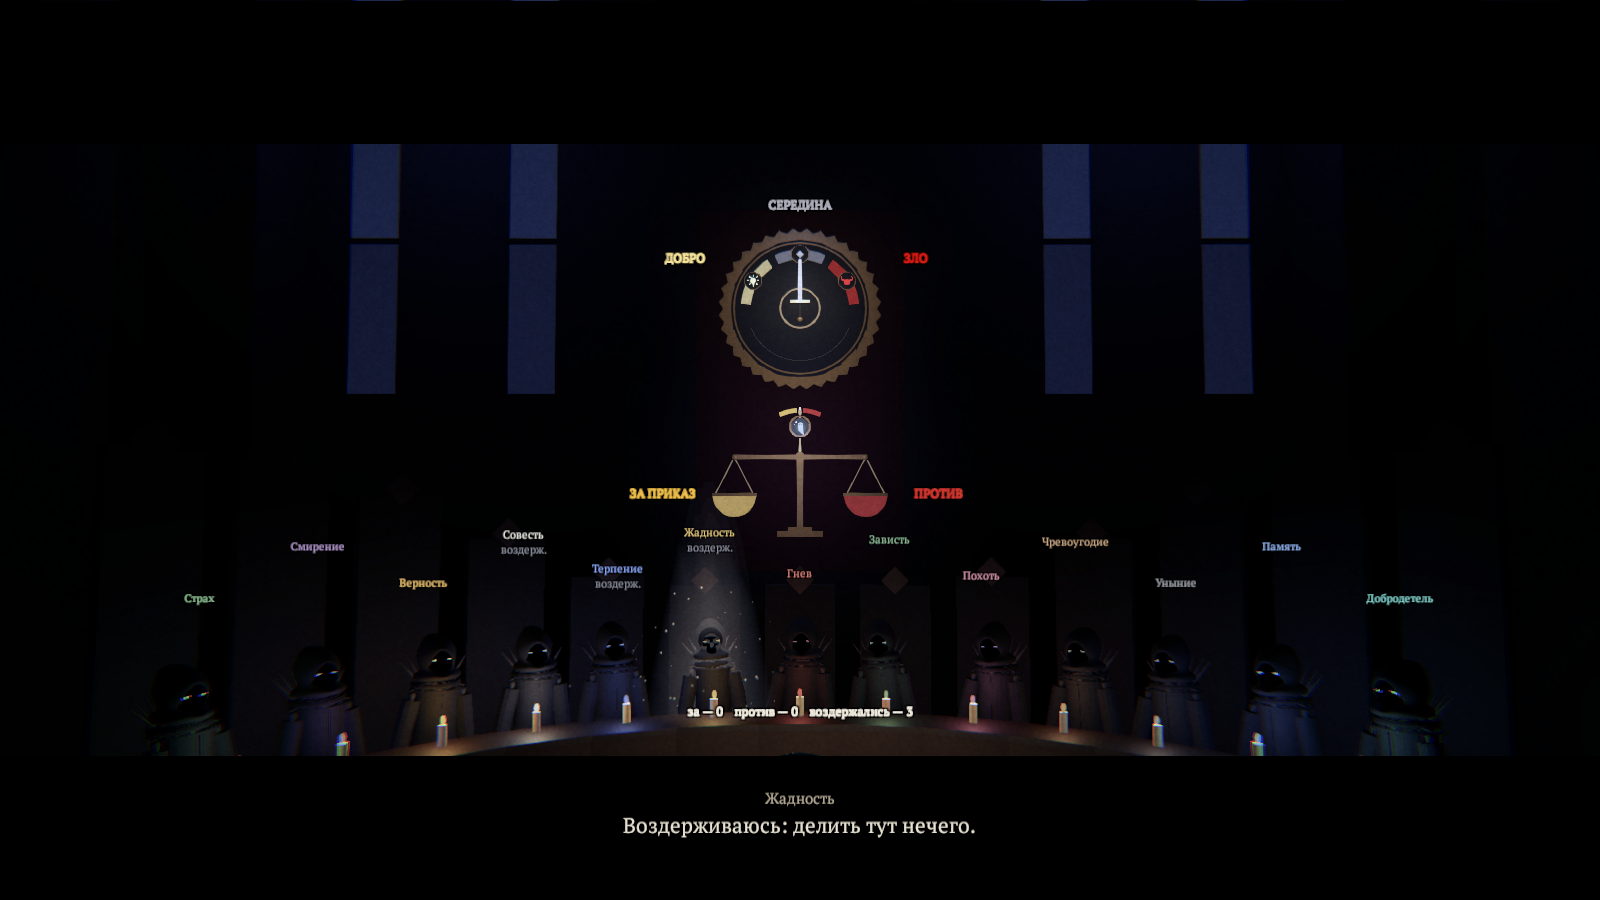 СЕРЕДИНА
ДОБРО
ЗЛО
ЗА ПРИКАЗ
ПРОТИВ
Страх
Смирение
Верность
Совесть
воздерж.
Терпение
воздерж.
Жадность
воздерж.
Гнев
Зависть
Похоть
Чревоугодие
Уныние
Память
Добродетель
за — 0 против — 0 воздержались — 3
Жадность
Воздерживаюсь: делить тут нечего.